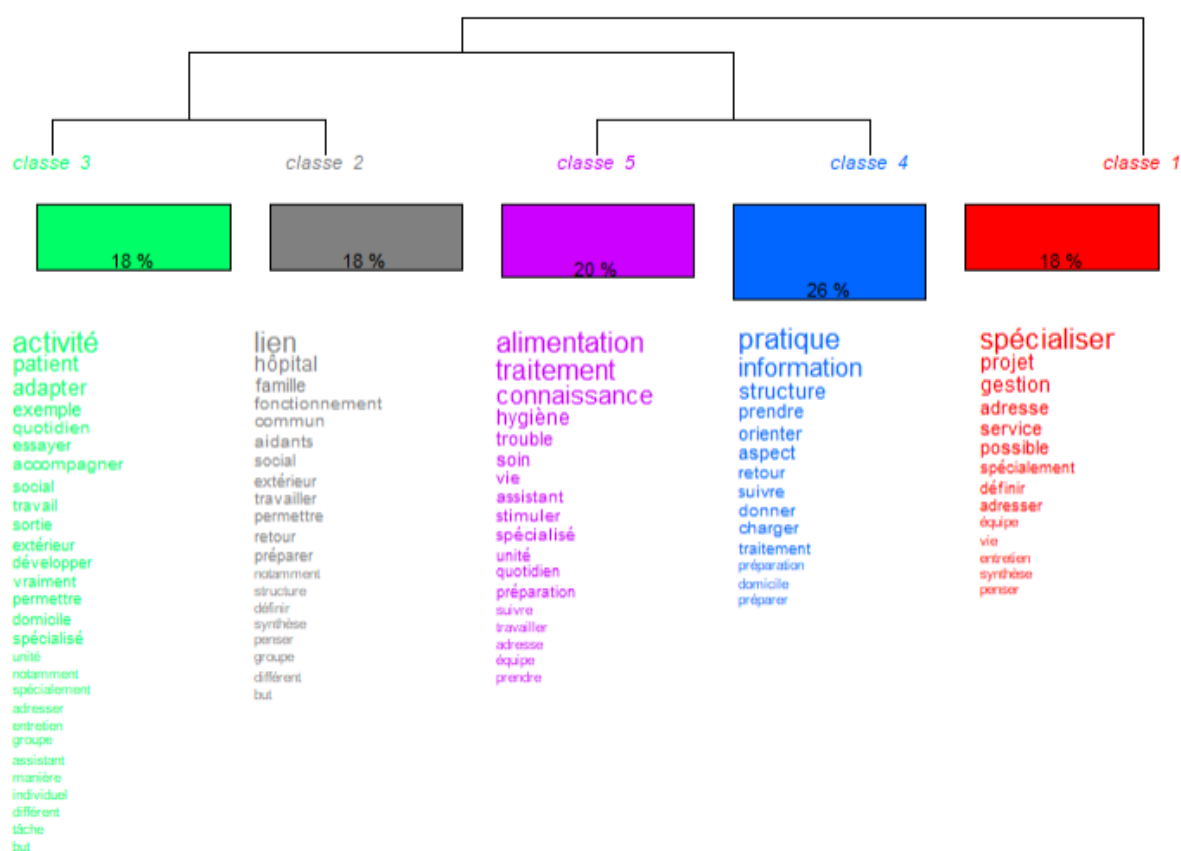 classe 3
classe 2
classe 5
classe 4
classe 1
18 %
18 %
20 %
26 %
18 %
activité
patient
adapter
exemple
quotidien
essayer
accompagner
social
travail
sortie
extérieur
développer
vraiment
permettre
domicile
spécialisé
unité
notamment
spécialement
adresser
entretien
groupe
assistant
manière
individuel
différent
tâche
but
lien
hôpital
famille
fonctionnement
commun
aidants
social
extérieur
travailler
permettre
retour
préparer
notamment
structure
définir
synthèse
penser
groupe
différent
but
alimentation
traitement
connaissance
hygiène
trouble
soin
vie
assistant
stimuler
spécialisé
unité
quotidien
préparation
suivre
travailler
adresse
équipe
prendre
pratique
information
structure
prendre
orienter
aspect
retour
suivre
donner
charger
traitement
préparation
domicile
préparer
spécialiser
projet
gestion
adresse
service
possible
spécialement
définir
adresser
équipe
vie
entretien
synthèse
penser